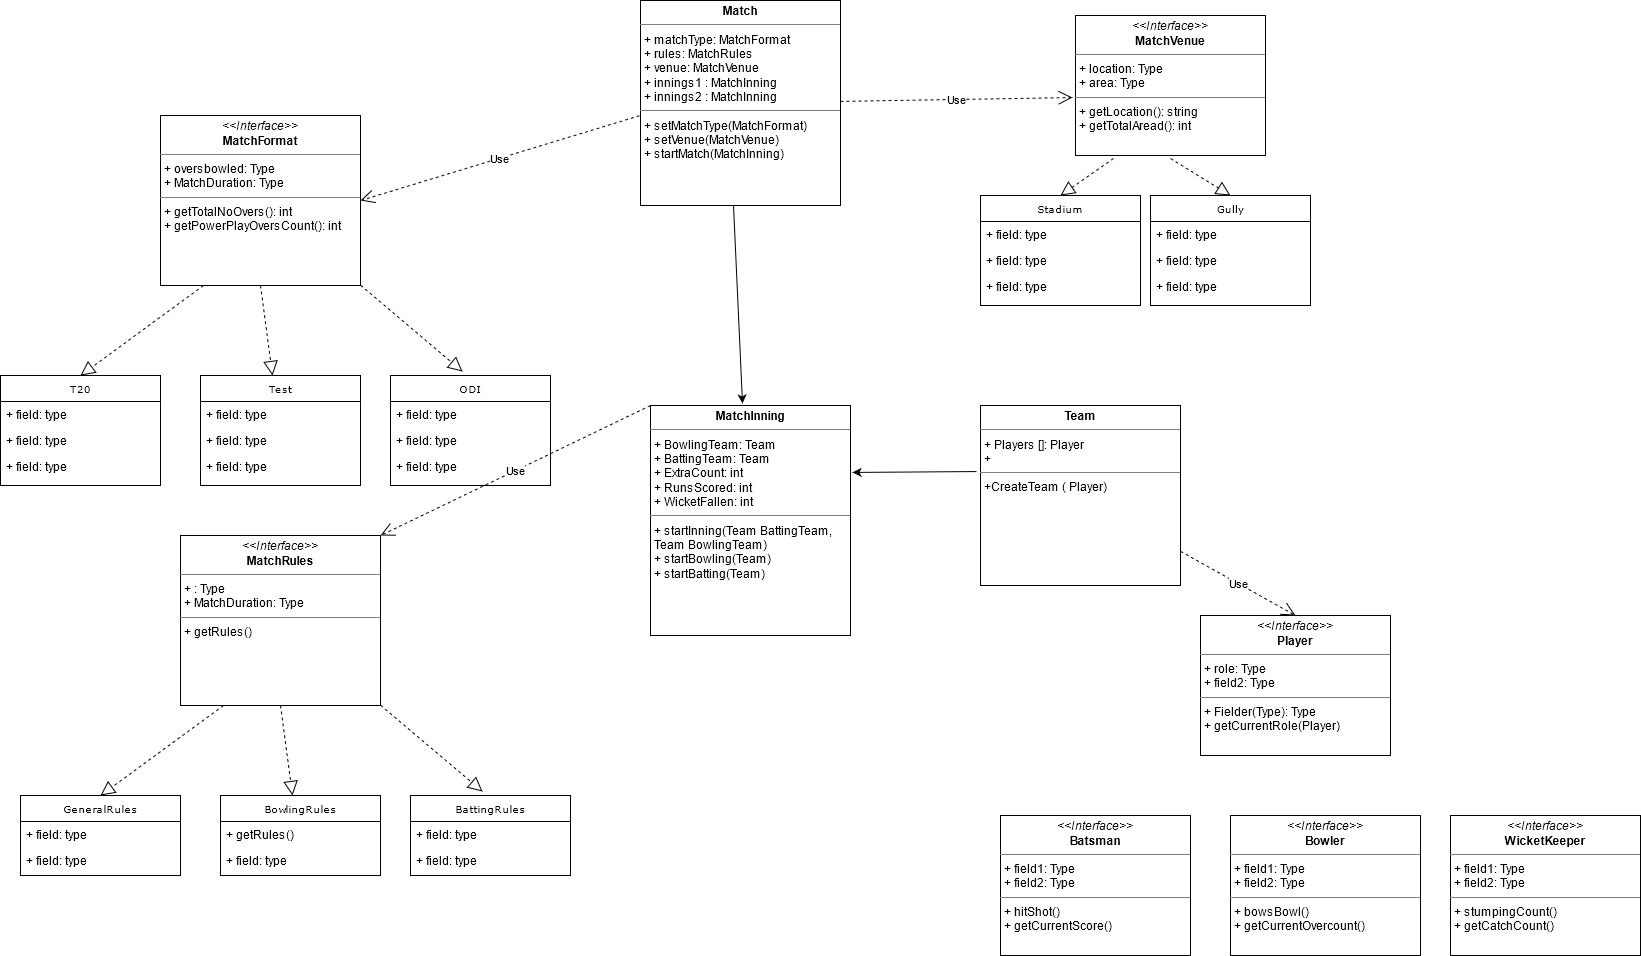 Match
+ matchType: MatchFormat
+ rules: MatchRules
+ venue: MatchVenue
+ innings1 : MatchInning
+ innings2 : MatchInning
+ setMatchType(MatchFormat)
+ setVenue(MatchVenue)
+ startMatch(MatchInning)
Use
Use
<<Interface>>
MatchVenue
+ location: Type
+ area: Type
+ getLocation(): string
+ getTotalAread(): int
Stadium
+ field: type
+ field: type
+ field: type
Gully
+ field: type
+ field: type
+ field: type
<<Interface>>
MatchFormat
+ oversbowled: Type
+ MatchDuration: Type
+ getTotalNoOvers(): int
+ getPowerPlayOversCount(): int
T20
+ field: type
+ field: type
+ field: type
Test
+ field: type
+ field: type
+ field: type
ODI
+ field: type
+ field: type
+ field: type
Use
MatchInning
+ BowlingTeam: Team
+ BattingTeam: Team
+ ExtraCount: int
+ RunsScored: int
+ WicketFallen: int
+ startInning(Team BattingTeam,
Team BowlingTeam)
+ startBowling(Team)
+ startBatting(Team)
Team
+ Players []: Player
+
+CreateTeam ( Player)
Use
<<Interface>>
MatchRules
+ : Type
+ MatchDuration: Type
+ getRules()
GeneralRules
+ field: type
+ field: type
BowlingRules
+ getRules()
+ field: type
BattingRules
+ field: type
+ field: type
<<Interface>>
Player
+ role: Type
+ field2: Type
+ Fielder(Type): Type
+ getCurrentRole(Player)
<<Interface>>
Batsman
+ field1: Type
+ field2: Type
+ hitShot()
+ getCurrentScore()
<<Interface>>
Bowler
+ field1: Type
+ field2: Type
+ bowsBowl()
+ getCurrentOvercount()
<<Interface>>
WicketKeeper
+ field1: Type
+ field2: Type
+ stumpingCount()
+ getCatchCount()